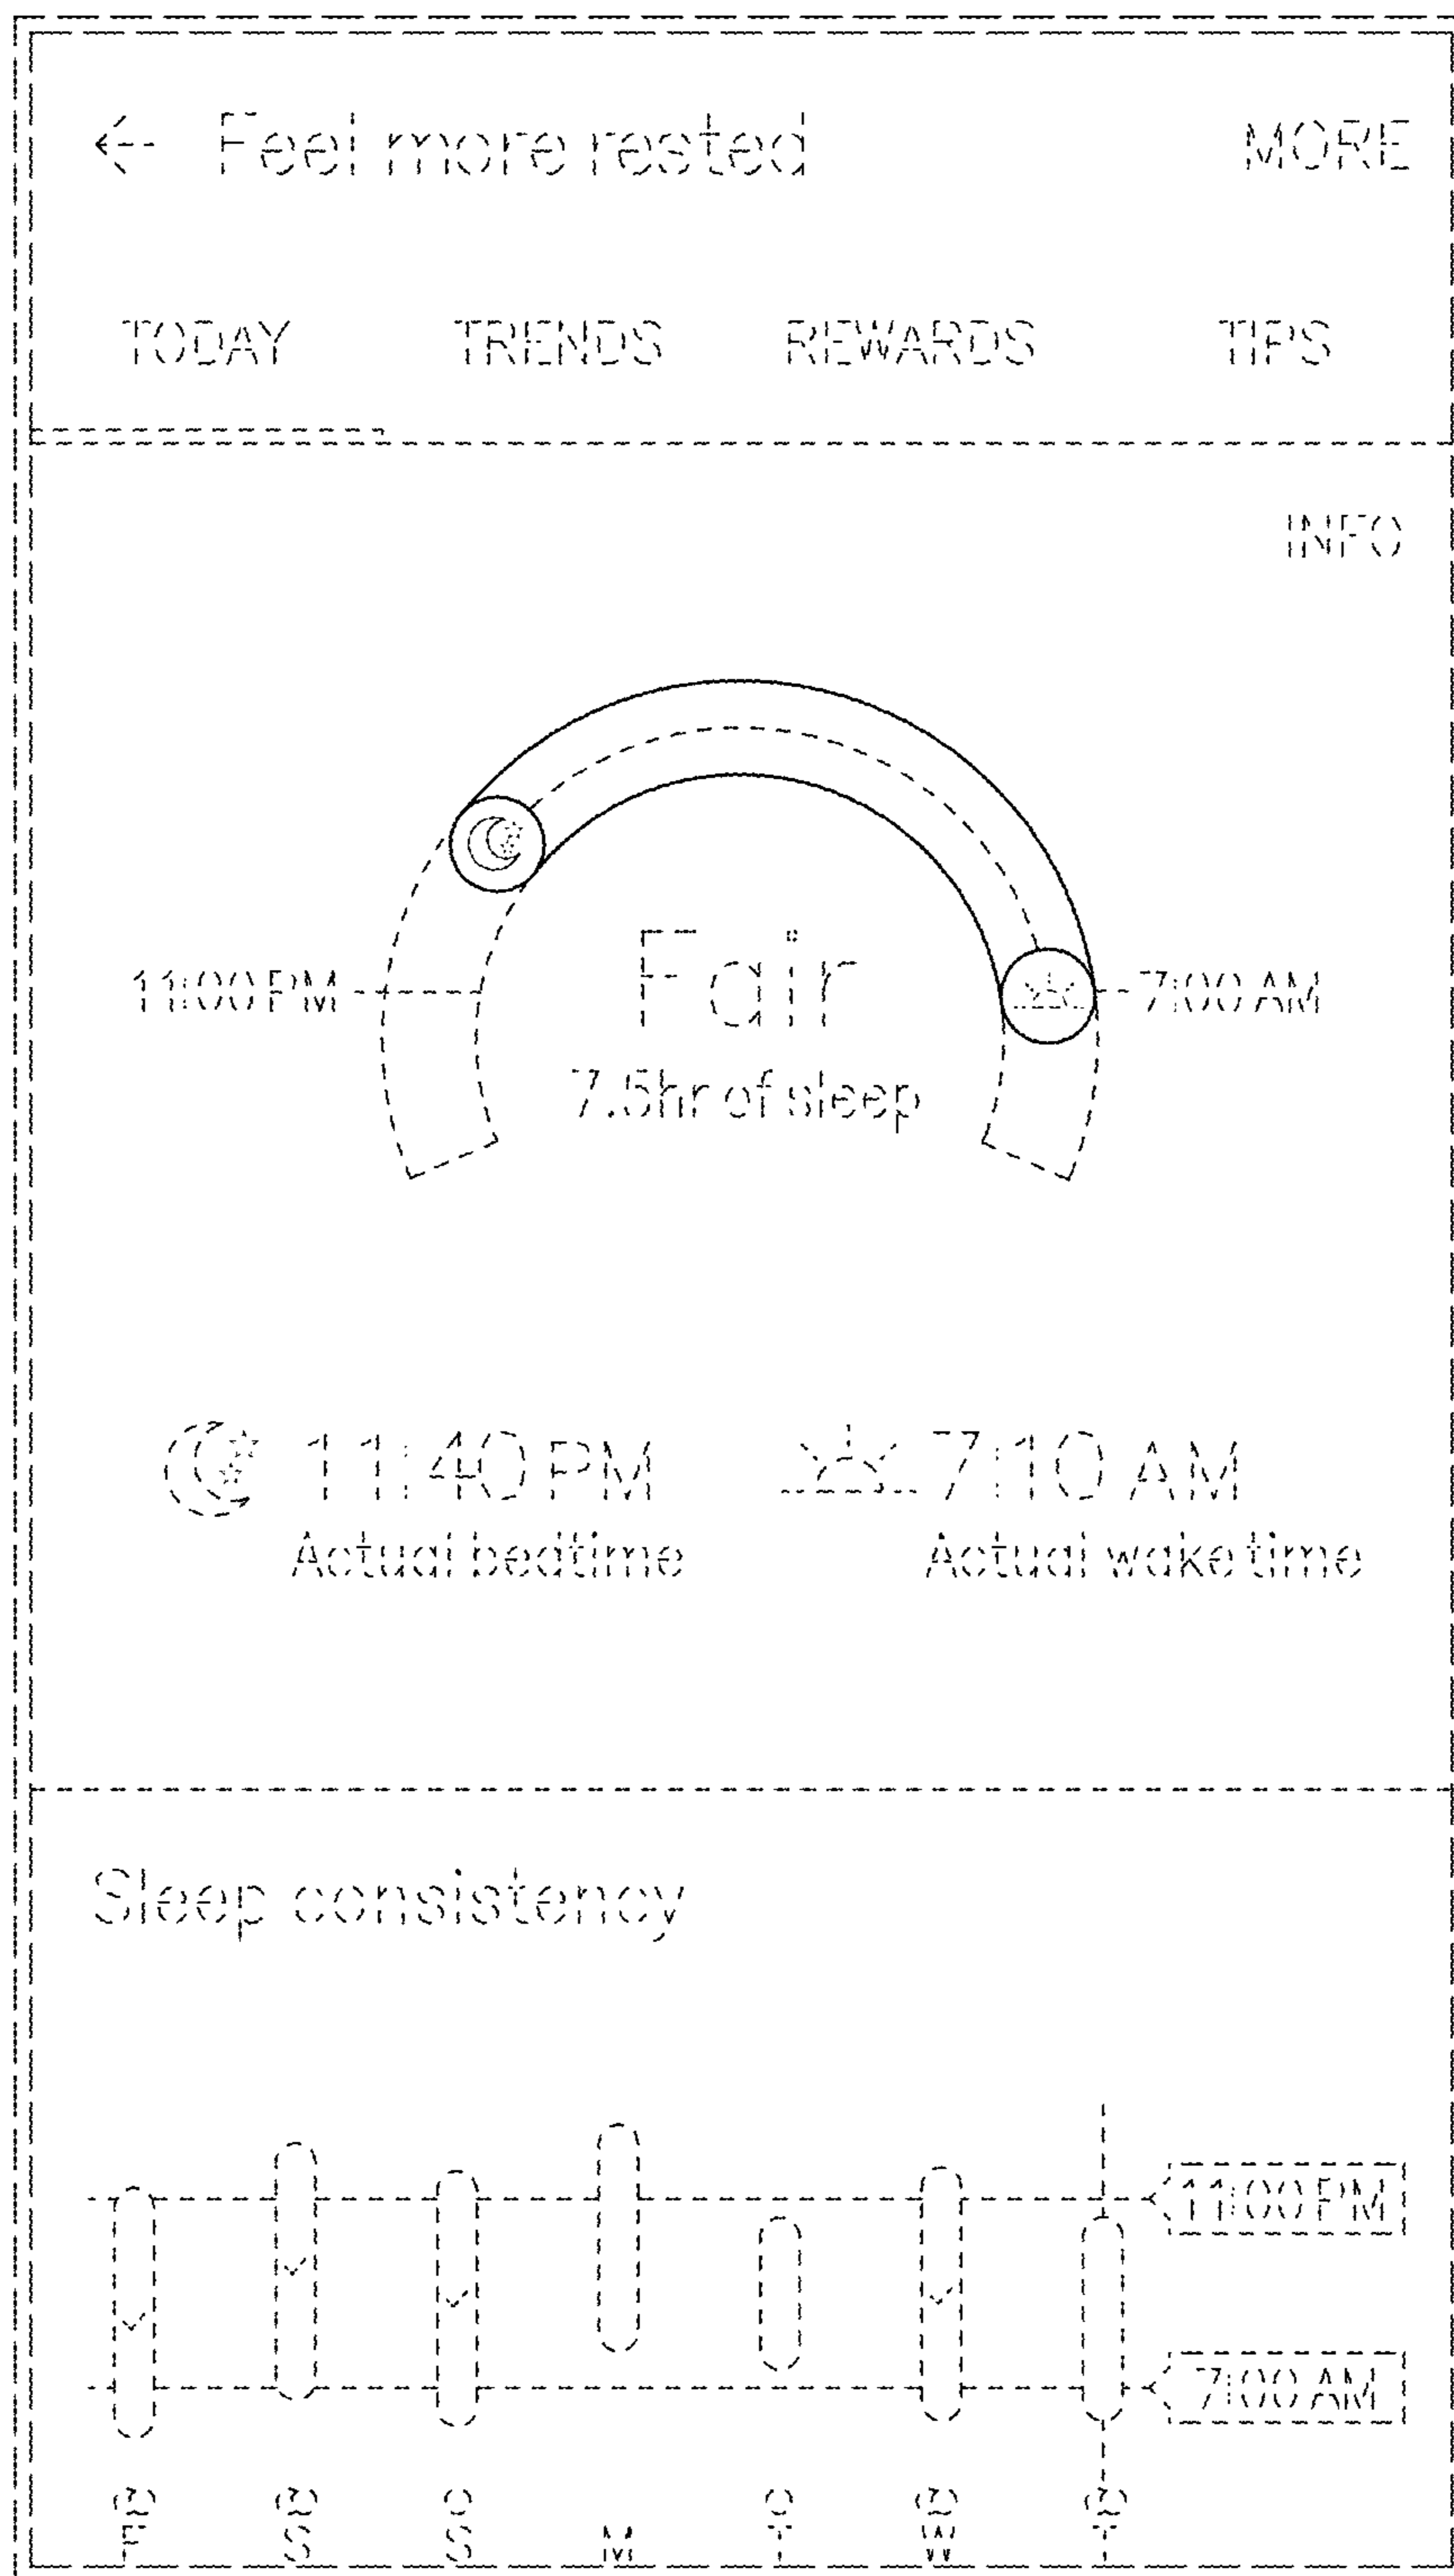 Feel more rested MORE
TODAY TRENDS REWARDS TIPS
INFO
11:00 PM Fair 7:00 AM
7.5hr of sleep
11:40 PM 7:10 AM
Actual bedtime Actual wake time
Sleep consistency
11:00 PM
7:00 AM
F S S M T W T